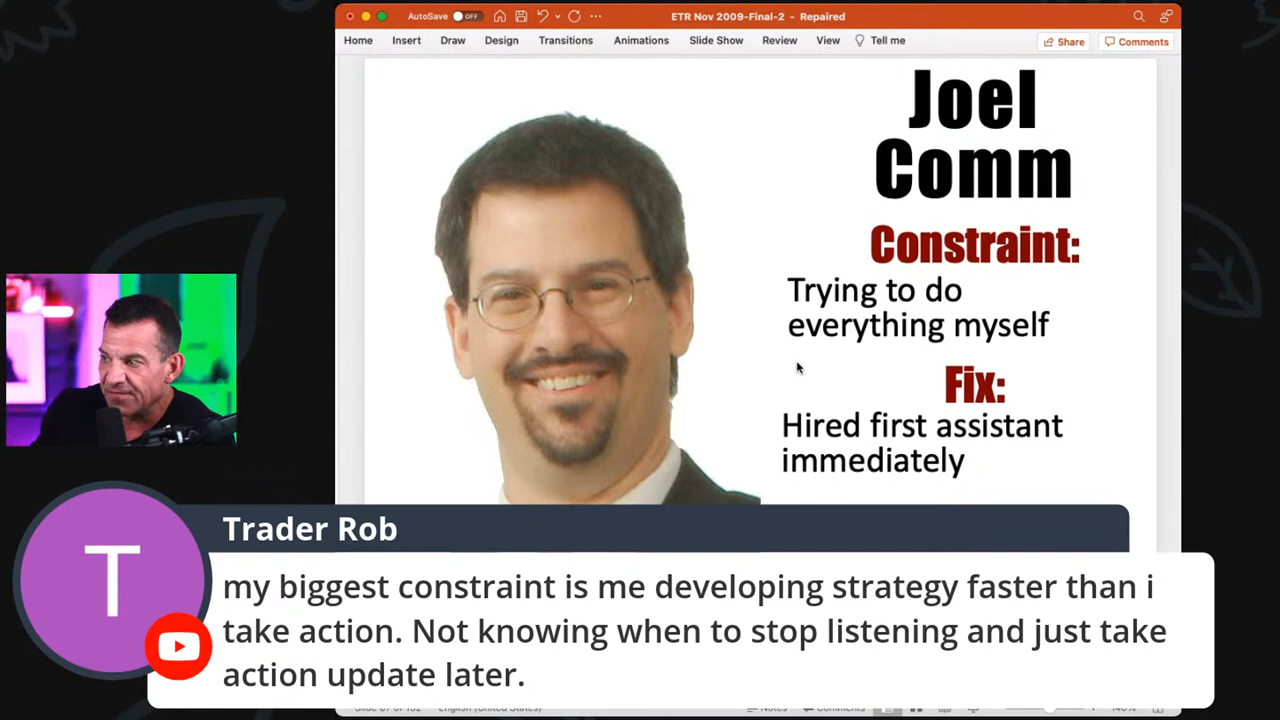 AutoSave OFF
ETR Nov 2009-Final-2 - Repaired
Home Insert Draw Design Transitions Animations Slide Show Review View Tell me
Share Comments
Joel
Comm
Constraint:
Trying to do
everything myself
Fix:
Hired first assistant
immediately
T
Trader Rob
my biggest constraint is me developing strategy faster than i
take action. Not knowing when to stop listening and just take
action update later.